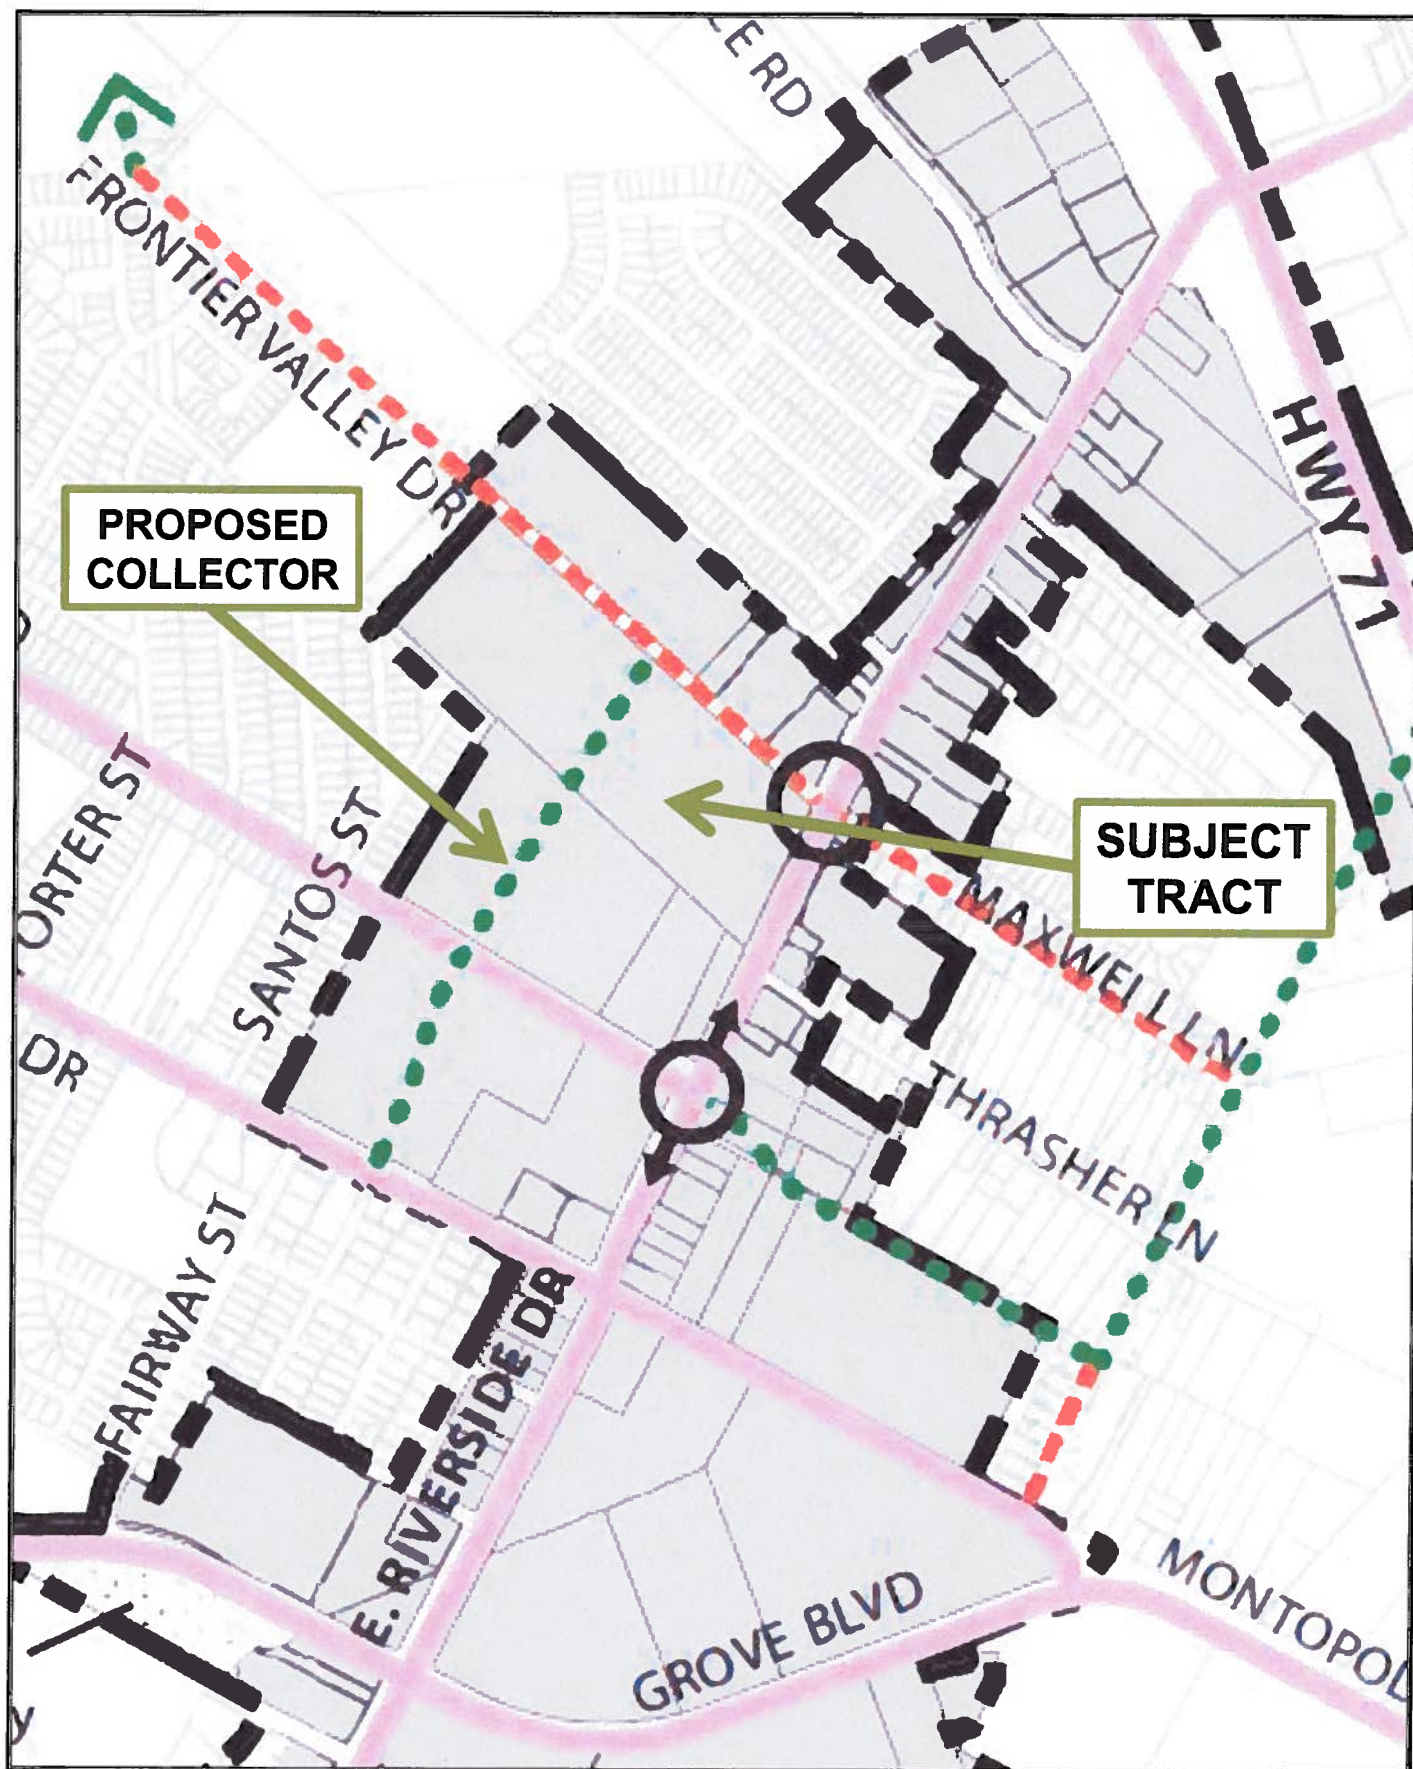 LE RD
FRONTIER VALLEY DR
HWY 71
PROPOSED
COLLECTOR
SUBJECT
TRACT
ORTER ST
SANTOS ST
MAXWELL LN
DR
THRASHER LN
FAIRWAY ST
E. RIVERSIDE DR
GROVE BLVD
MONTOPOL